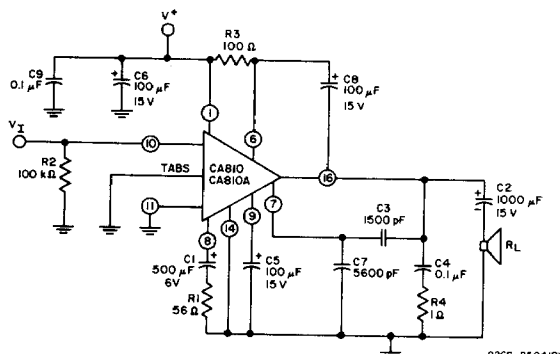 V+
R3
100 Ω
C9
0.1 µF
+
C6
100 µF
15 V
+
C8
100 µF
15 V
1
6
VI
10
R2
100 kΩ
TABS
CA810
CA810A
16
11
7
8
14
9
C3
1500 pF
+
C2
1000 µF
15 V
−
RL
C1
+
500 µF
6V
+
C5
100 µF
15 V
C7
5600 pF
C4
0.1 µF
R1
56 Ω
R4
1 Ω